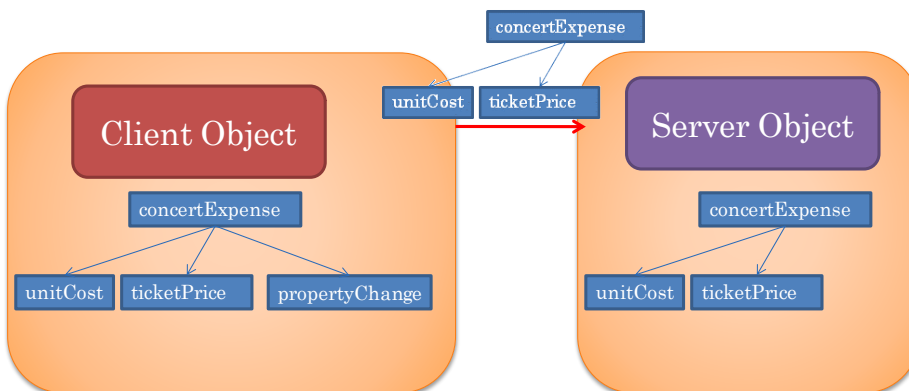 concertExpense
unitCost
ticketPrice
Client Object
Server Object
concertExpense
concertExpense
unitCost
ticketPrice
propertyChange
unitCost
ticketPrice